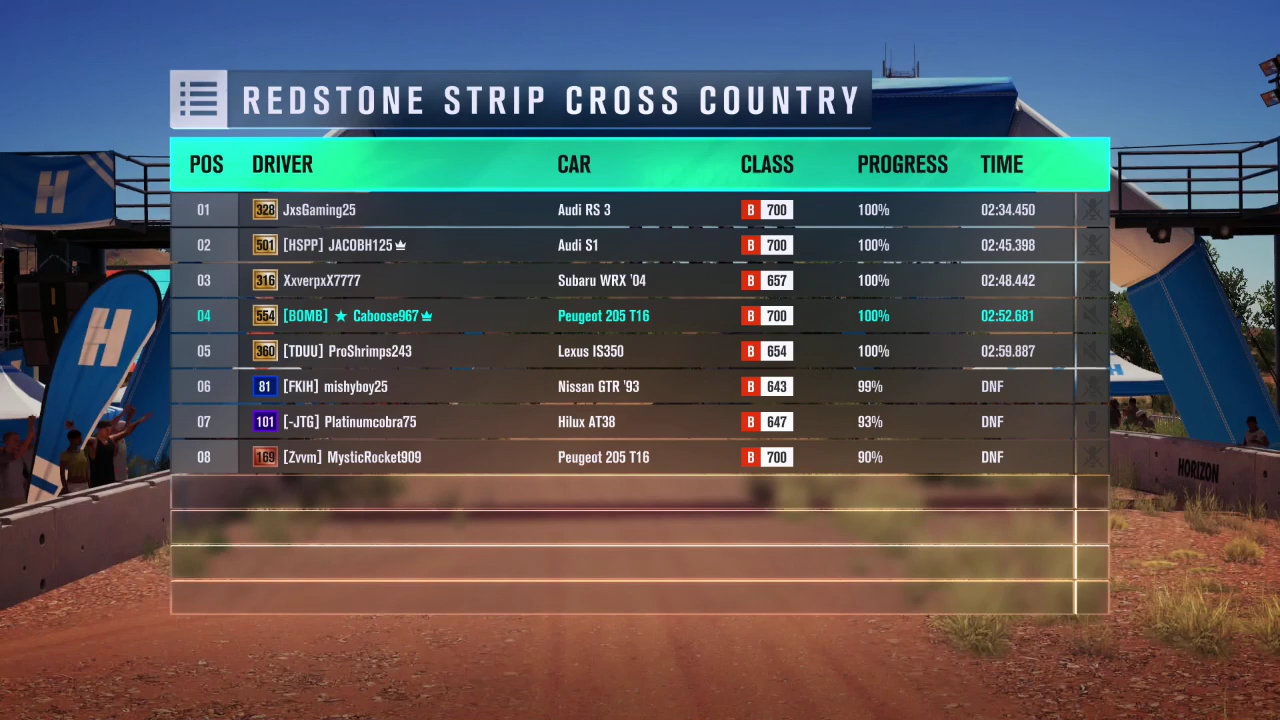 REDSTONE STRIP CROSS COUNTRY
POS DRIVER CAR CLASS PROGRESS TIME
01 328 JxsGaming25 Audi RS 3 B 700 100% 02:34.450
02 501 [HSPP] JACOBH125 Audi S1 B 700 100% 02:45.398
03 316 XxverpxX7777 Subaru WRX '04 B 657 100% 02:48.442
04 554 [BOMB] ★ Caboose967 Peugeot 205 T16 B 700 100% 02:52.681
05 360 [TDUU] ProShrimps243 Lexus IS350 B 654 100% 02:59.887
06 81 [FKIH] mishyboy25 Nissan GTR '93 B 643 99% DNF
07 101 [-JTG] Platinumcobra75 Hilux AT38 B 647 93% DNF
08 169 [Zvvm] MysticRocket909 Peugeot 205 T16 B 700 90% DNF
H
H
H
HORIZON